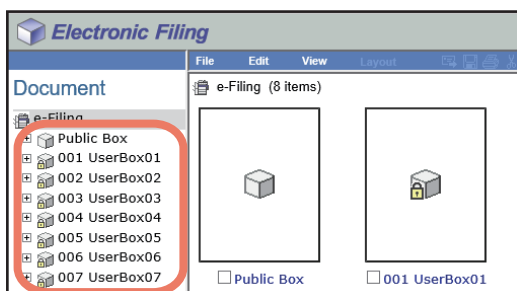 Electronic Filing
File Edit View Layout
Document
e-Filing (8 items)
e-Filing
Public Box
001 UserBox01
002 UserBox02
003 UserBox03
004 UserBox04
005 UserBox05
006 UserBox06
007 UserBox07
Public Box
001 UserBox01